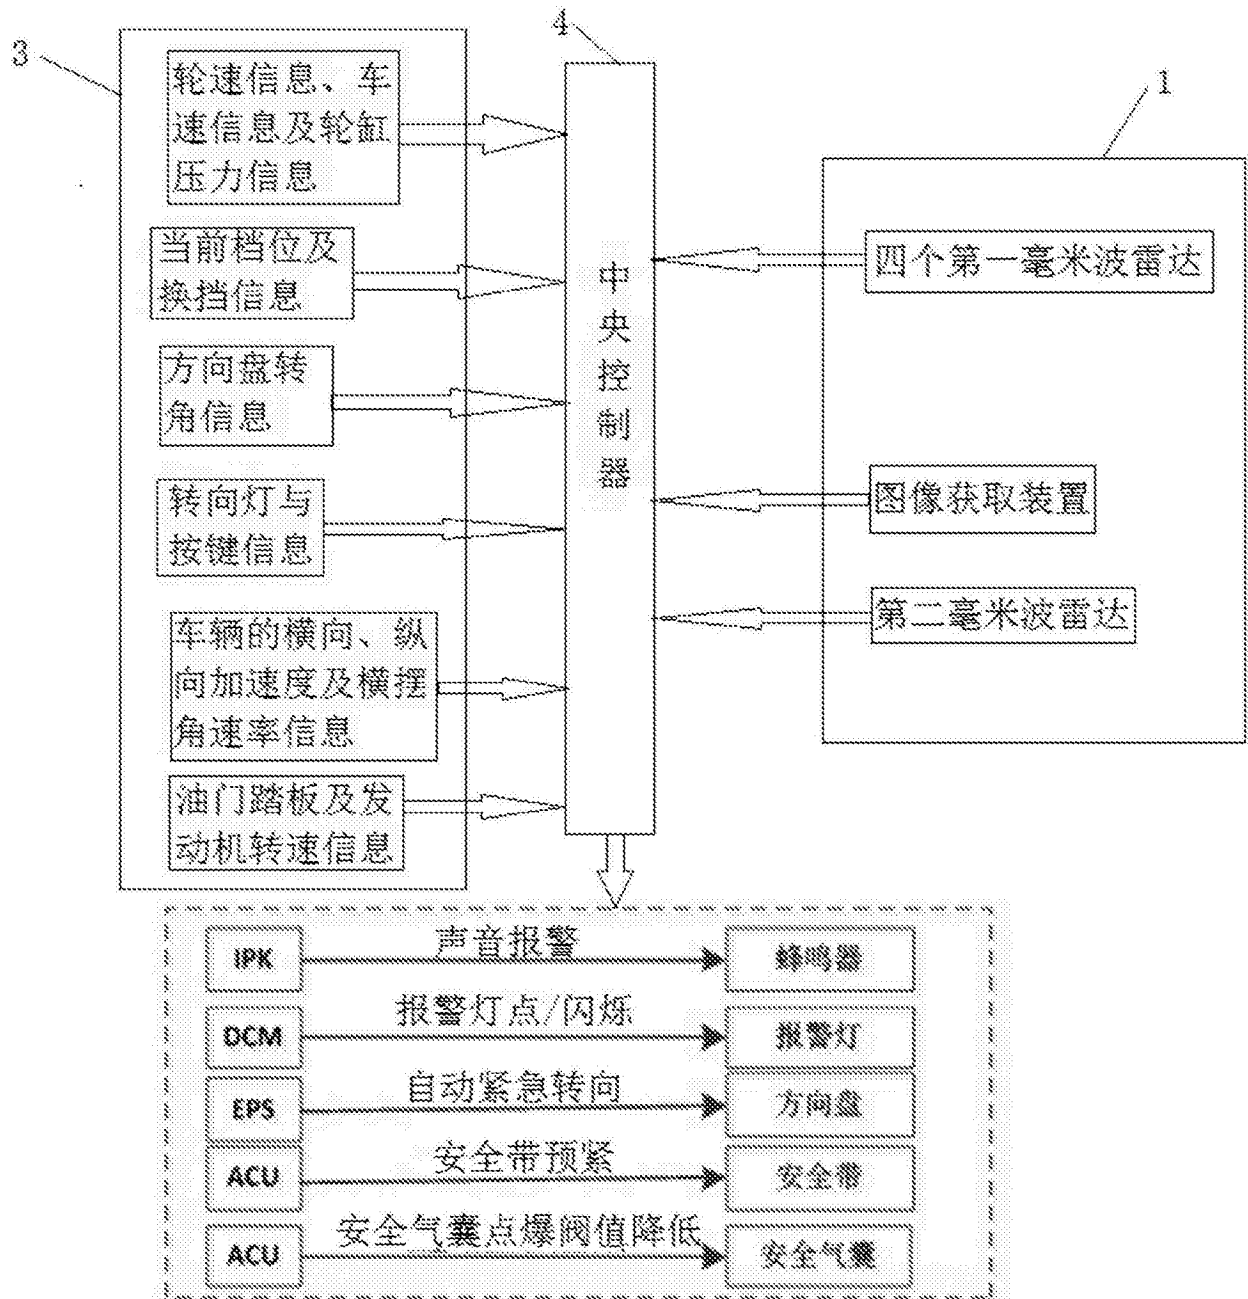 3
4
1
轮速信息、车
速信息及轮缸
压力信息
当前档位及
换挡信息
方向盘转
角信息
转向灯与
按键信息
车辆的横向、纵
向加速度及横摆
角速率信息
油门踏板及发
动机转速信息
中
央
控
制
器
四个第一毫米波雷达
图像获取装置
第二毫米波雷达
IPK
声音报警
蜂鸣器
DCM
报警灯点/闪烁
报警灯
EPS
自动紧急转向
方向盘
ACU
安全带预紧
安全带
ACU
安全气囊点爆阀值降低
安全气囊